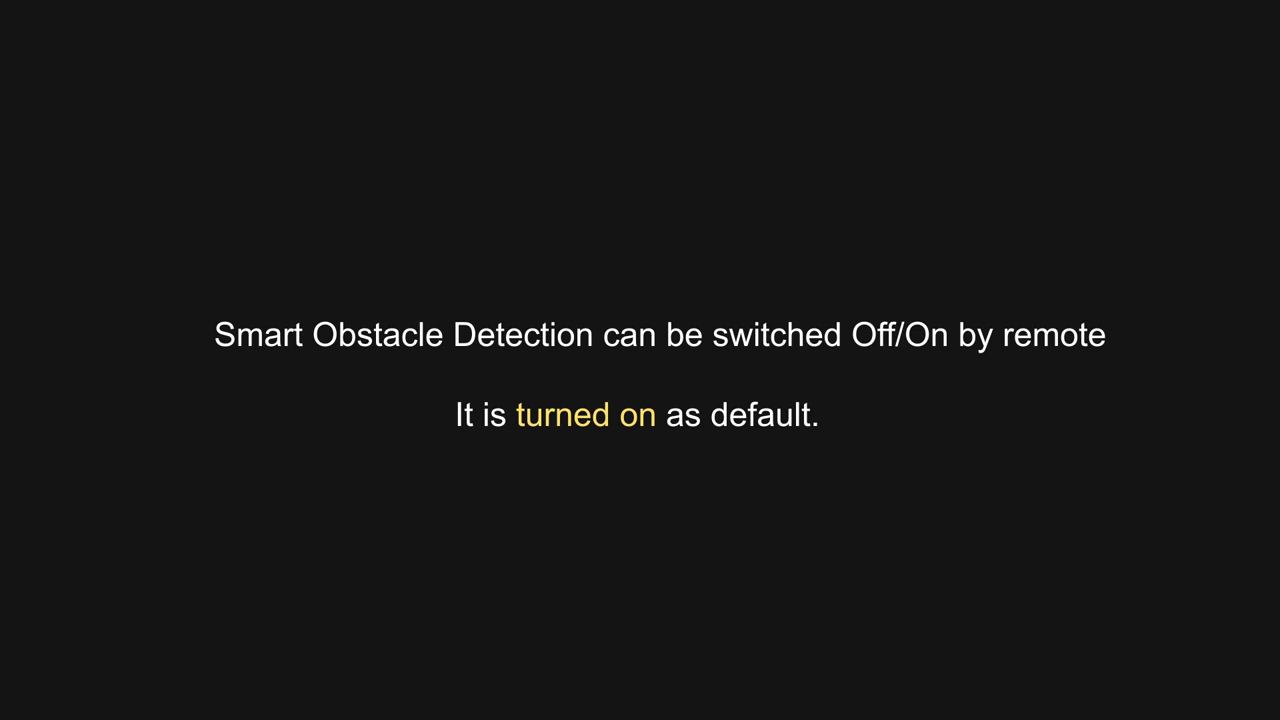 Smart Obstacle Detection can be switched Off/On by remote
It is turned on as default.